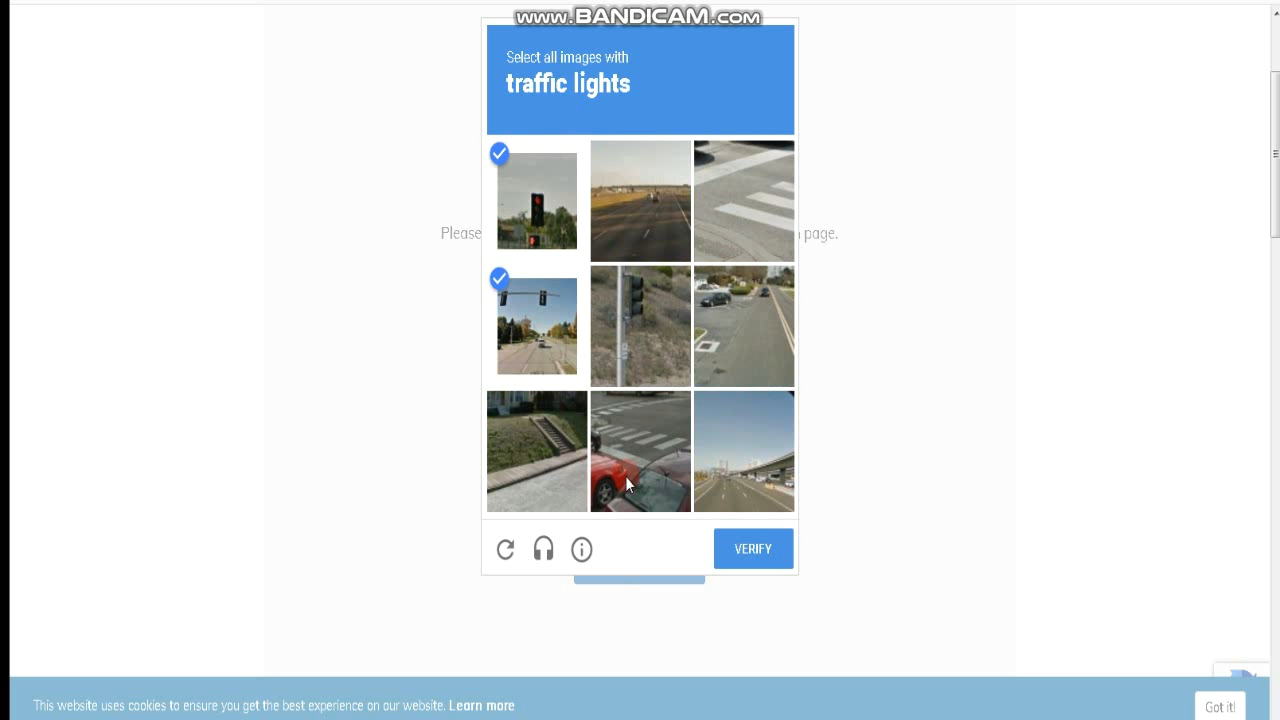 www.BANDICAM.com
Select all images with
traffic lights
Please
page.
VERIFY
This website uses cookies to ensure you get the best experience on our website. Learn more
Got it!